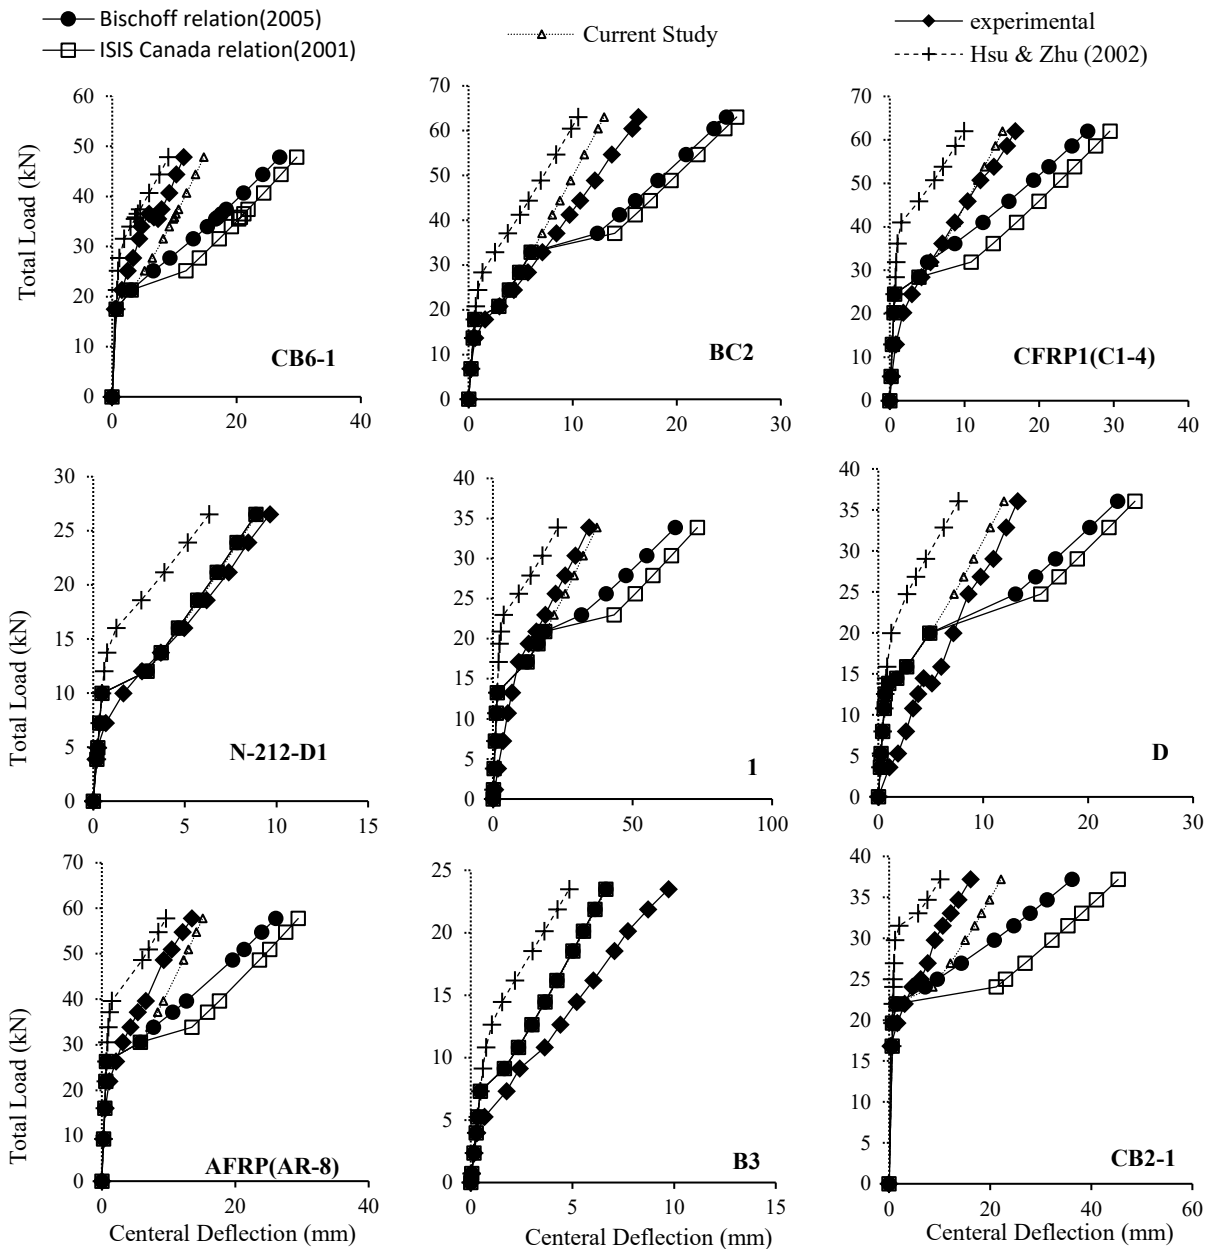 Bischoff relation(2005)
ISIS Canada relation(2001)
Current Study
experimental
Hsu & Zhu (2002)
Total Load (kN)
60
50
40
30
20
10
0
0 20 40
CB6-1
70
60
50
40
30
20
10
0
0 10 20 30
BC2
70
60
50
40
30
20
10
0
0 10 20 30 40
CFRP1(C1-4)
Total Load (kN)
30
25
20
15
10
5
0
0 5 10 15
N-212-D1
40
35
30
25
20
15
10
5
0
0 50 100
1
40
35
30
25
20
15
10
5
0
0 10 20 30
D
Total Load (kN)
70
60
50
40
30
20
10
0
0 20 40
AFRP(AR-8)
Centeral Deflection (mm)
25
20
15
10
5
0
0 5 10 15
B3
Centeral Deflection (mm)
40
35
30
25
20
15
10
5
0
0 20 40 60
CB2-1
Centeral Deflection (mm)